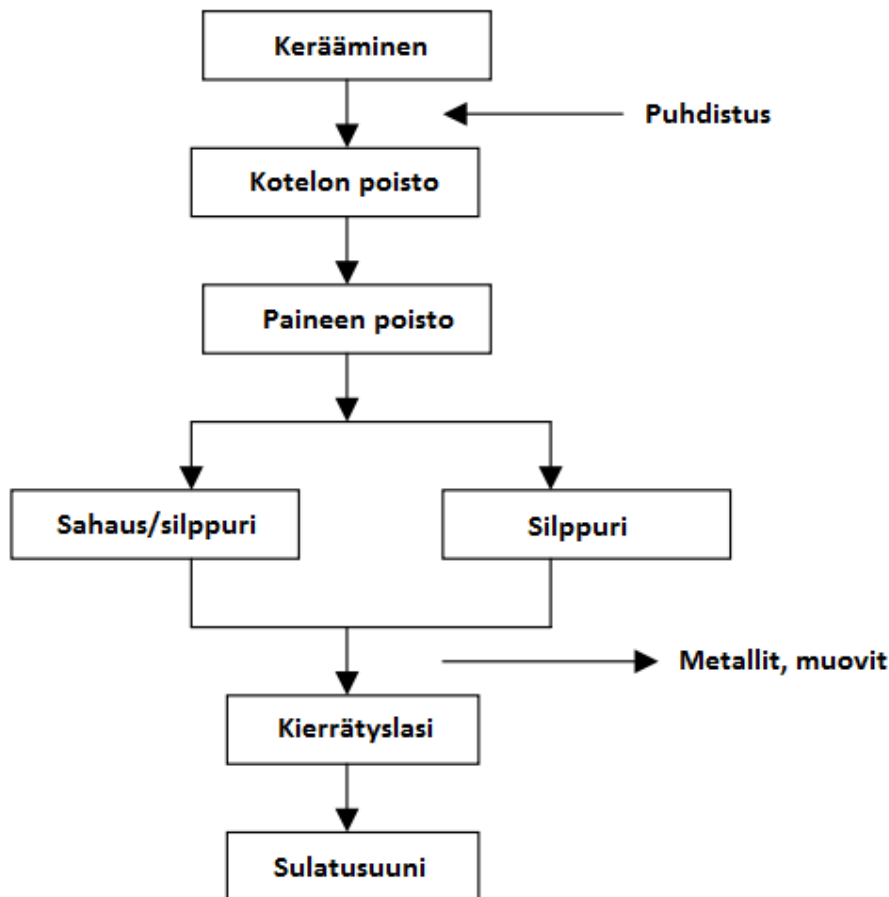 Kerääminen
Puhdistus
Kotelon poisto
Paineen poisto
Sahaus/silppuri
Silppuri
Metallit, muovit
Kierrätyslasi
Sulatusuuni